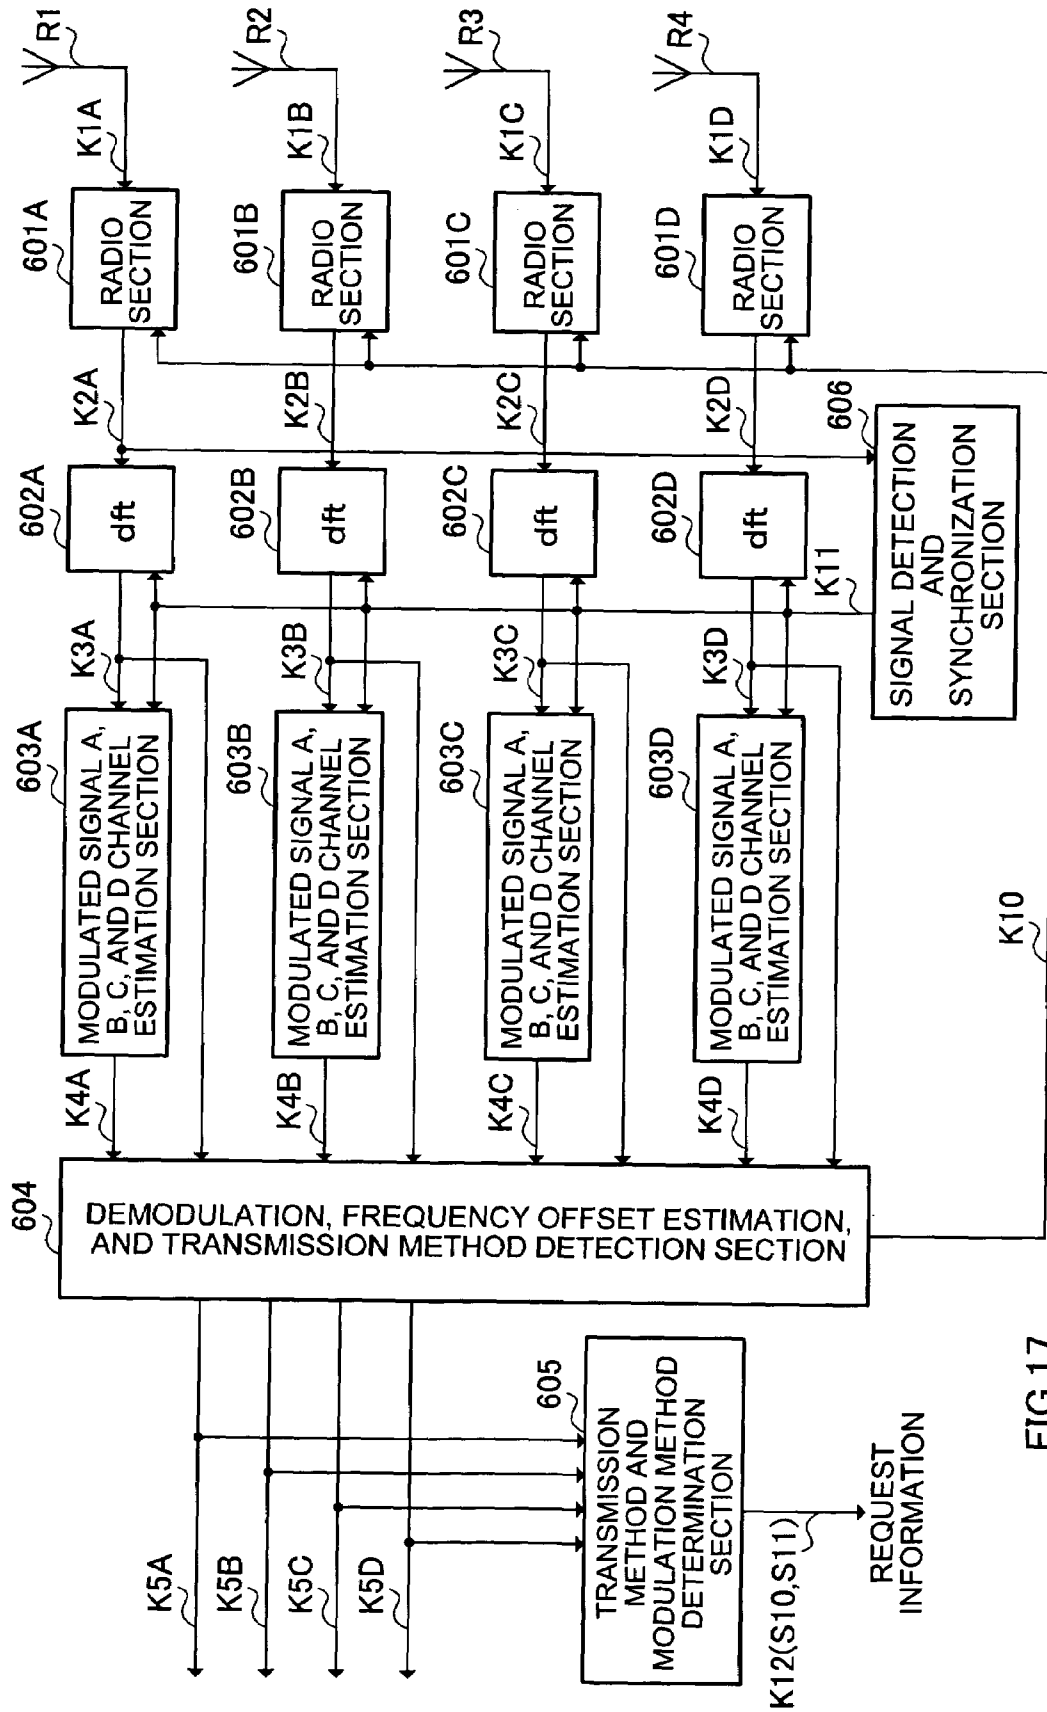 R1
K1A
601A
RADIO
SECTION
K2A
602A
dft
K3A
603A
MODULATED SIGNAL A,
B, C, AND D CHANNEL
ESTIMATION SECTION
K4A
R2
K1B
601B
RADIO
SECTION
K2B
602B
dft
K3B
603B
MODULATED SIGNAL A,
B, C, AND D CHANNEL
ESTIMATION SECTION
K4B
R3
K1C
601C
RADIO
SECTION
K2C
602C
dft
K3C
603C
MODULATED SIGNAL A,
B, C, AND D CHANNEL
ESTIMATION SECTION
K4C
R4
K1D
601D
RADIO
SECTION
K2D
602D
dft
K3D
603D
MODULATED SIGNAL A,
B, C, AND D CHANNEL
ESTIMATION SECTION
K4D
606
SIGNAL DETECTION
AND
SYNCHRONIZATION
SECTION
K11
K10
604
DEMODULATION, FREQUENCY OFFSET ESTIMATION,
AND TRANSMISSION METHOD DETECTION SECTION
K5A
K5B
K5C
K5D
605
TRANSMISSION
METHOD AND
MODULATION METHOD
DETERMINATION
SECTION
K12(S10,S11)
REQUEST
INFORMATION
FIG.17